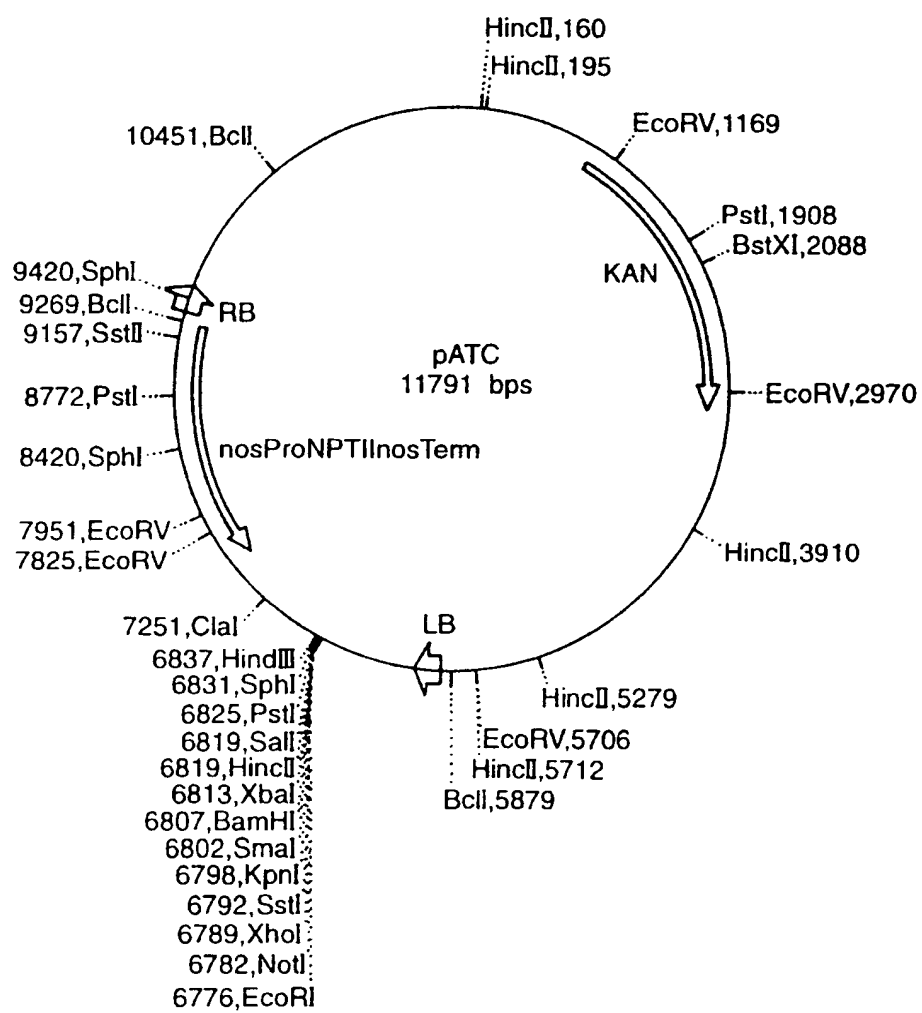 HincⅡ,160
HincⅡ,195
EcoRV,1169
PstI,1908
BstXI,2088
KAN
EcoRV,2970
HincⅡ,3910
HincⅡ,5279
EcoRV,5706
HincⅡ,5712
BclI,5879
LB
pATC
11791 bps
10451,BclI
9420,SphI
9269,BclI
9157,SstⅡ
RB
8772,PstI
8420,SphI
nosProNPTIInosTerm
7951,EcoRV
7825,EcoRV
7251,ClaI
6837,HindⅢ
6831,SphI
6825,PstI
6819,SalI
6819,HincⅡ
6813,XbaI
6807,BamHI
6802,SmaI
6798,KpnI
6792,SstI
6789,XhoI
6782,NotI
6776,EcoRI